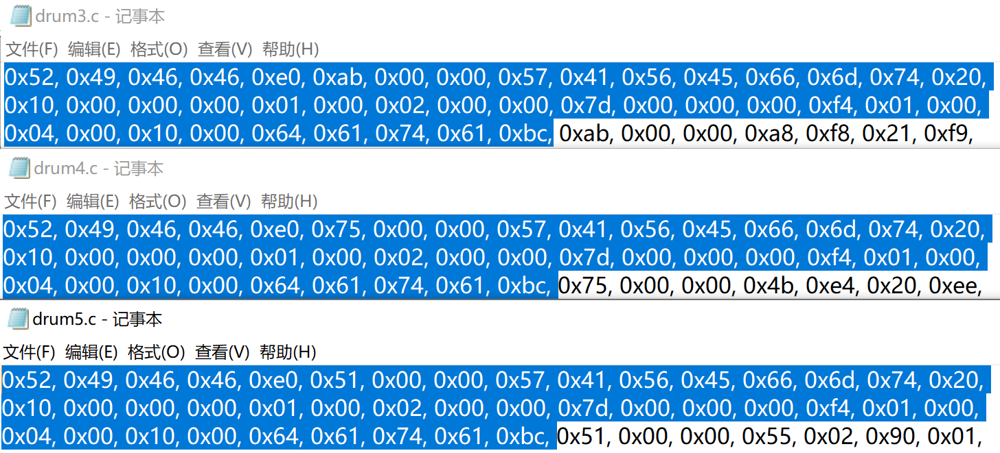 drum3.c - 记事本
文件(F) 编辑(E) 格式(O) 查看(V) 帮助(H)
0x52, 0x49, 0x46, 0x46, 0xe0, 0xab, 0x00, 0x00, 0x57, 0x41, 0x56, 0x45, 0x66, 0x6d, 0x74, 0x20,
0x10, 0x00, 0x00, 0x00, 0x01, 0x00, 0x02, 0x00, 0x00, 0x7d, 0x00, 0x00, 0x00, 0xf4, 0x01, 0x00,
0x04, 0x00, 0x10, 0x00, 0x64, 0x61, 0x74, 0x61, 0xbc, 0xab, 0x00, 0x00, 0xa8, 0xf8, 0x21, 0xf9,
drum4.c - 记事本
文件(F) 编辑(E) 格式(O) 查看(V) 帮助(H)
0x52, 0x49, 0x46, 0x46, 0xe0, 0x75, 0x00, 0x00, 0x57, 0x41, 0x56, 0x45, 0x66, 0x6d, 0x74, 0x20,
0x10, 0x00, 0x00, 0x00, 0x01, 0x00, 0x02, 0x00, 0x00, 0x7d, 0x00, 0x00, 0x00, 0xf4, 0x01, 0x00,
0x04, 0x00, 0x10, 0x00, 0x64, 0x61, 0x74, 0x61, 0xbc, 0x75, 0x00, 0x00, 0x4b, 0xe4, 0x20, 0xee,
drum5.c - 记事本
文件(F) 编辑(E) 格式(O) 查看(V) 帮助(H)
0x52, 0x49, 0x46, 0x46, 0xe0, 0x51, 0x00, 0x00, 0x57, 0x41, 0x56, 0x45, 0x66, 0x6d, 0x74, 0x20,
0x10, 0x00, 0x00, 0x00, 0x01, 0x00, 0x02, 0x00, 0x00, 0x7d, 0x00, 0x00, 0x00, 0xf4, 0x01, 0x00,
0x04, 0x00, 0x10, 0x00, 0x64, 0x61, 0x74, 0x61, 0xbc, 0x51, 0x00, 0x00, 0x55, 0x02, 0x90, 0x01,